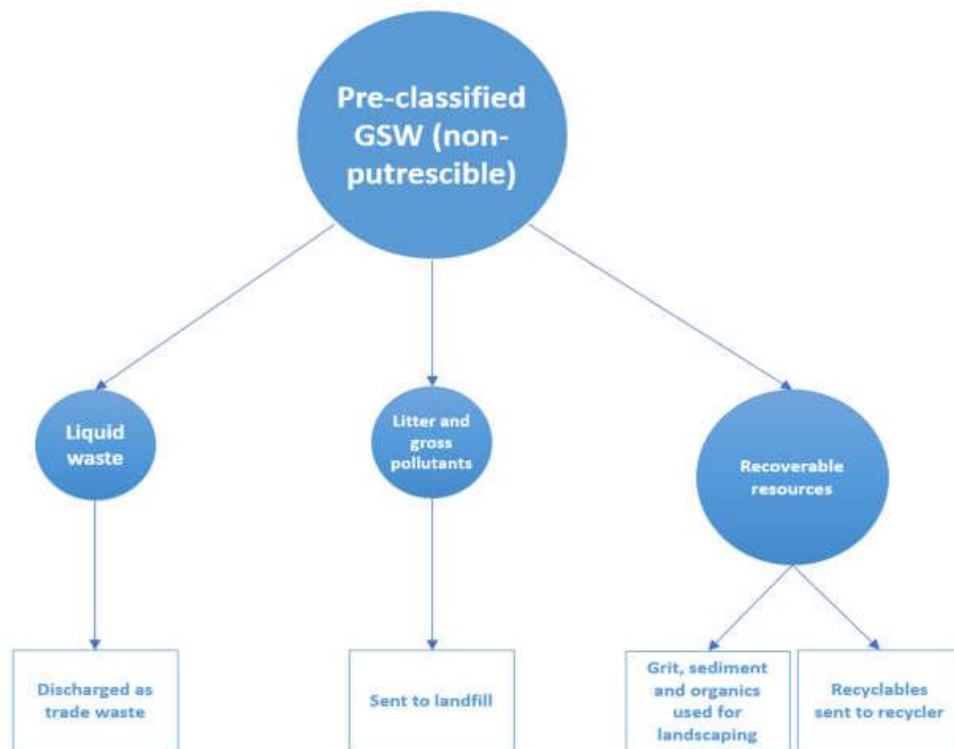 Pre-classified
GSW (non-
putrescible)
Liquid
waste
Litter and
gross
pollutants
Recoverable
resources
Discharged as
trade waste
Sent to landfill
Grit, sediment
and organics
used for
landscaping
Recyclables
sent to recycler